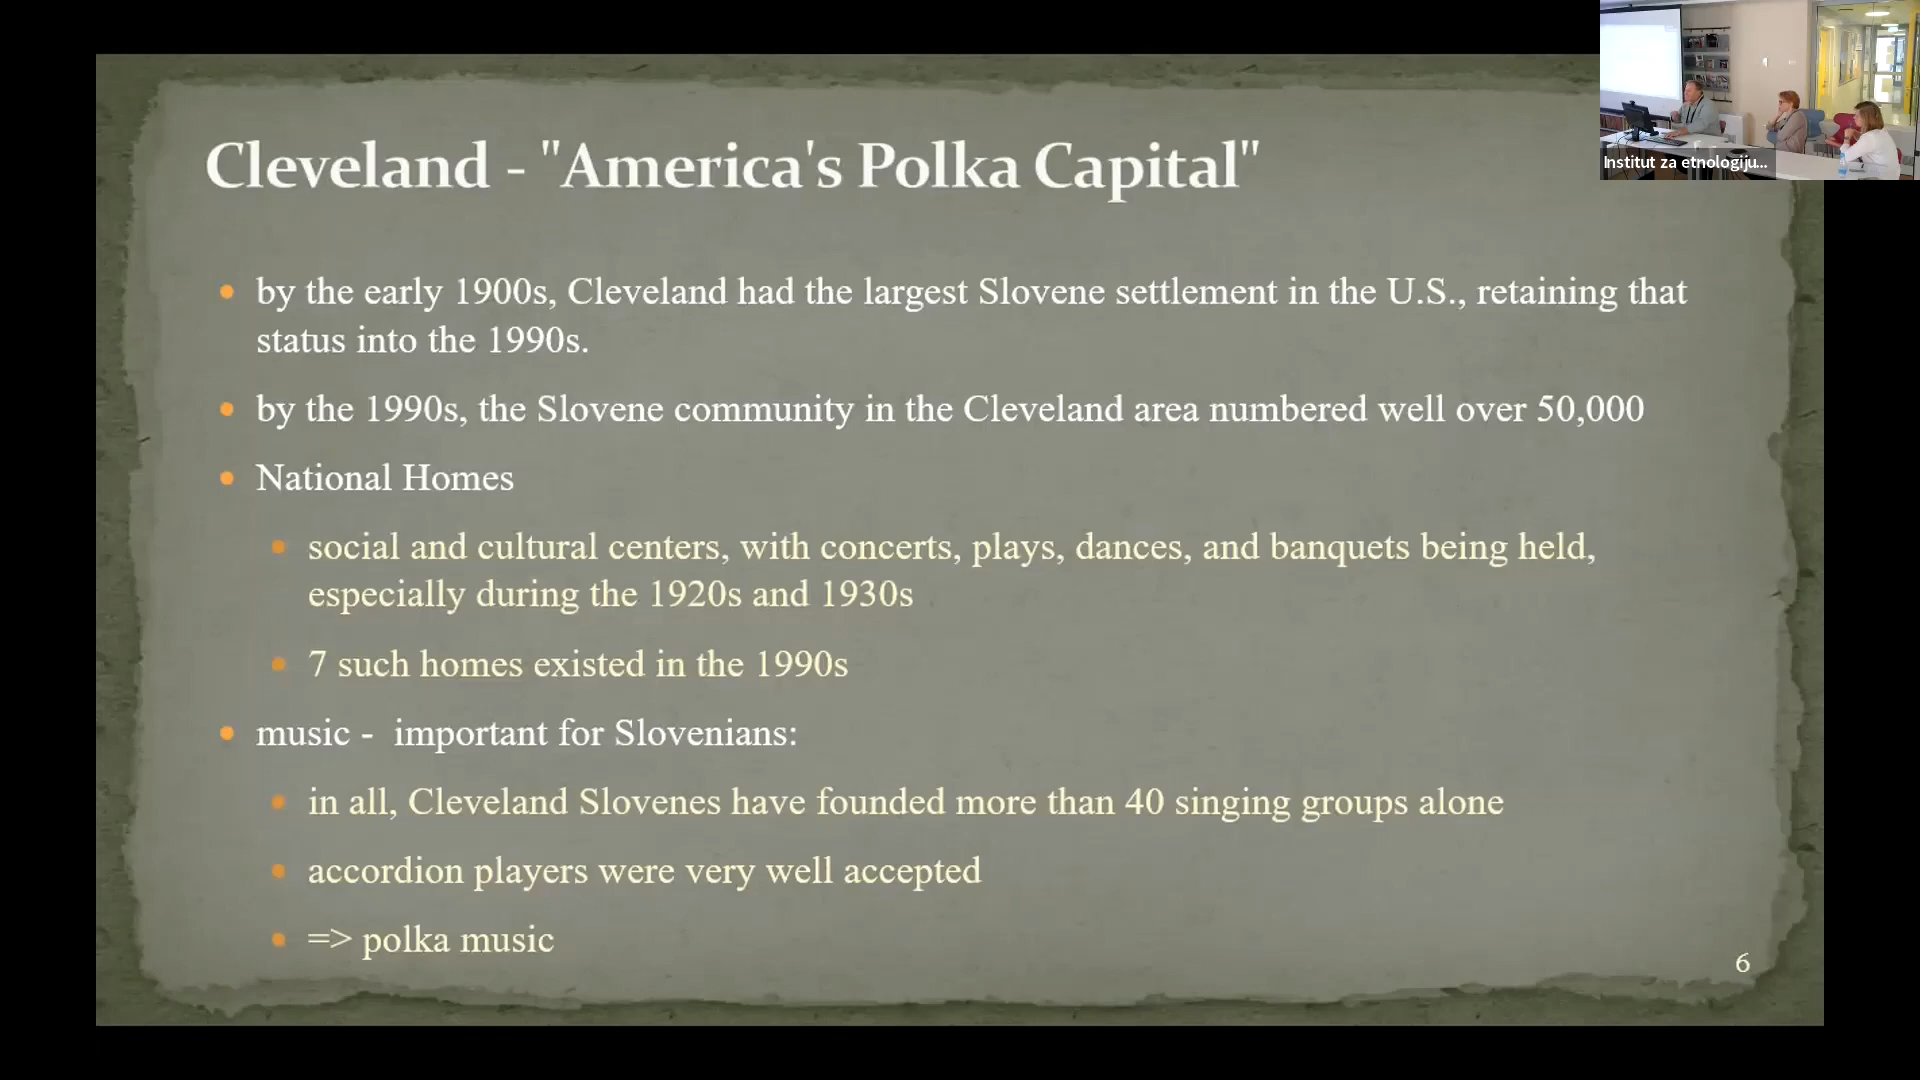 Cleveland - "America's Polka Capital"
Institut za etnologiju...
• by the early 1900s, Cleveland had the largest Slovene settlement in the U.S., retaining that
status into the 1990s.
• by the 1990s, the Slovene community in the Cleveland area numbered well over 50,000
• National Homes
• social and cultural centers, with concerts, plays, dances, and banquets being held,
especially during the 1920s and 1930s
• 7 such homes existed in the 1990s
• music -  important for Slovenians:
• in all, Cleveland Slovenes have founded more than 40 singing groups alone
• accordion players were very well accepted
• => polka music
6